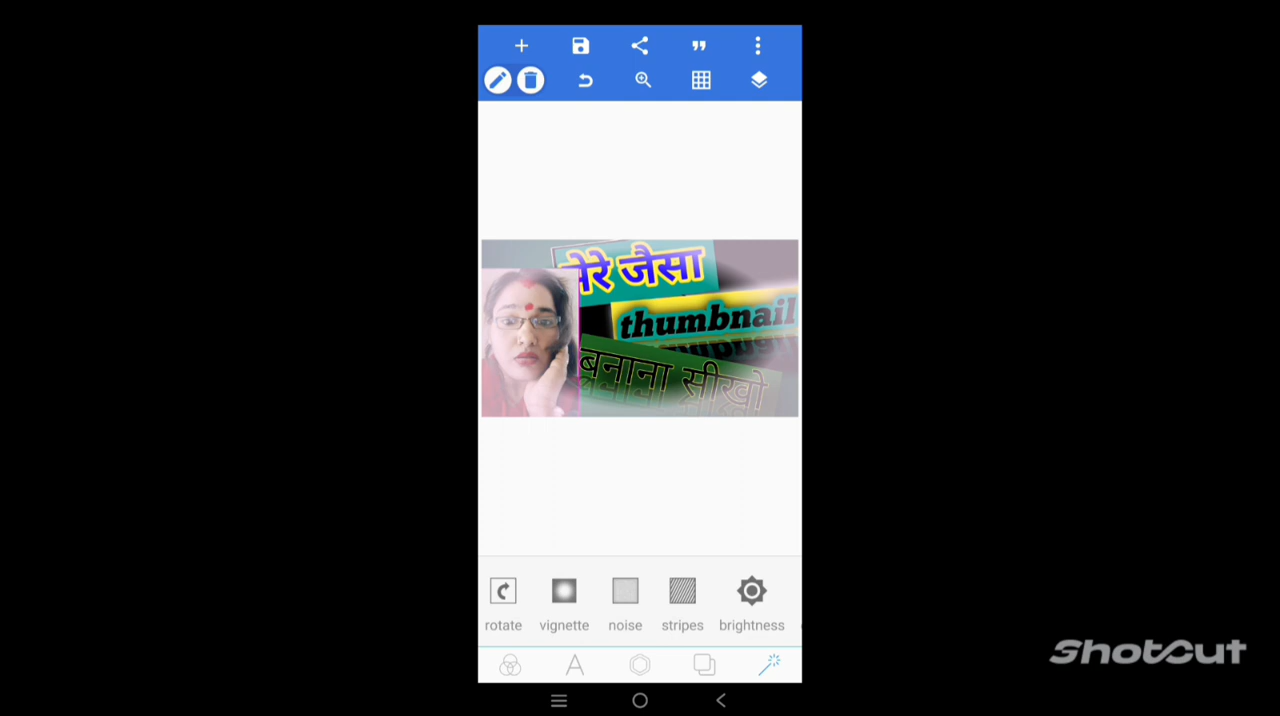 मेरे जैसा
thumbnail
बनाना सीखो
rotate
vignette
noise
stripes
brightness
Shotcut